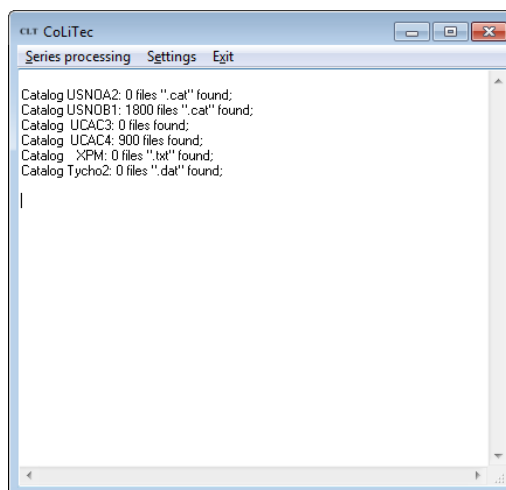 CLT CoLiTec
Series processing Settings Exit
Catalog USNOA2: 0 files ".cat" found;
Catalog USNOB1: 1800 files ".cat" found;
Catalog UCAC3: 0 files found;
Catalog UCAC4: 900 files found;
Catalog XPM: 0 files ".txt" found;
Catalog Tycho2: 0 files ".dat" found;